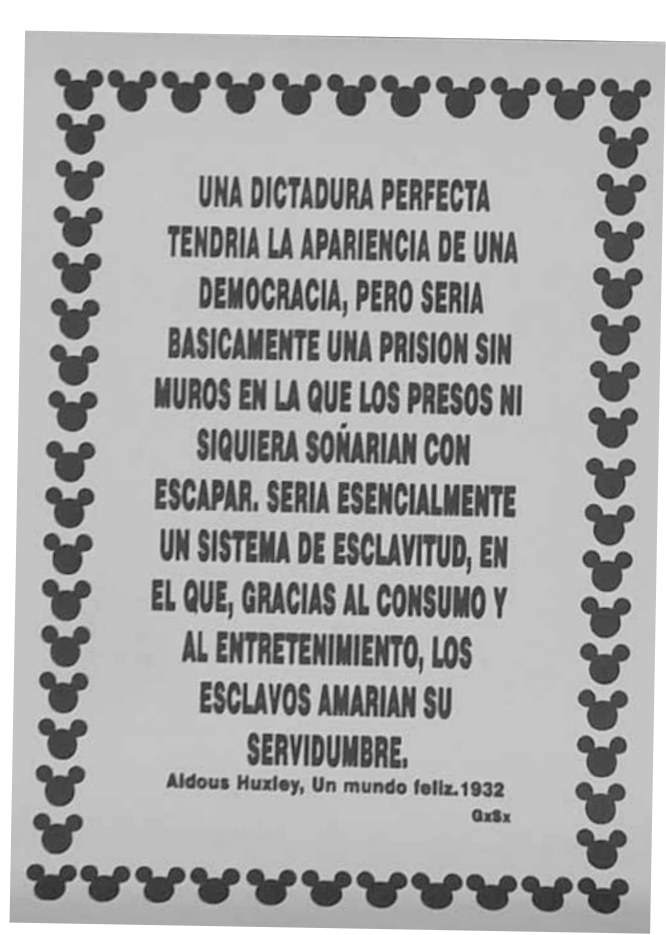 UNA DICTADURA PERFECTA
TENDRIA LA APARIENCIA DE UNA
DEMOCRACIA, PERO SERIA
BASICAMENTE UNA PRISION SIN
MUROS EN LA QUE LOS PRESOS NI
SIQUIERA SOÑARIAN CON
ESCAPAR. SERIA ESENCIALMENTE
UN SISTEMA DE ESCLAVITUD, EN
EL QUE, GRACIAS AL CONSUMO Y
AL ENTRETENIMIENTO, LOS
ESCLAVOS AMARIAN SU
SERVIDUMBRE.
Aldous Huxley, Un mundo feliz.1932
GxSx